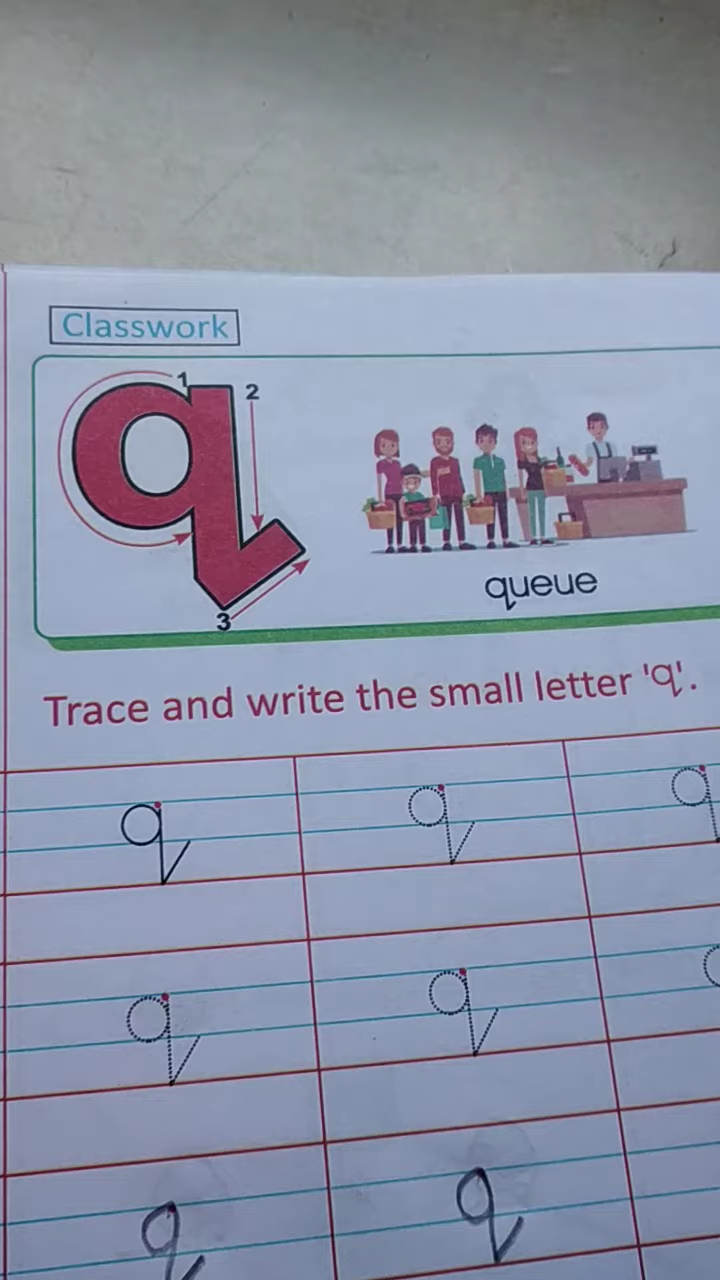 Classwork
q 1 2
3
queue
Trace and write the small letter 'q'.
q q q
q q
q q